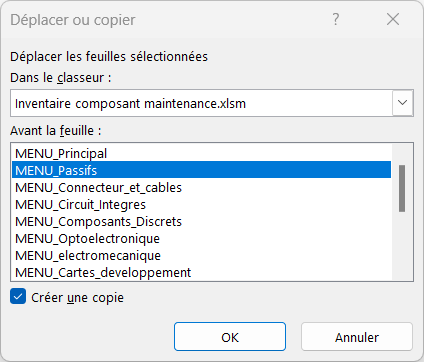 Déplacer ou copier
?
Déplacer les feuilles sélectionnées
Dans le classeur :
Inventaire composant maintenance.xlsm
Avant la feuille :
MENU_Principal
MENU_Passifs
MENU_Connecteur_et_cables
MENU_Circuit_Integres
MENU_Composants_Discrets
MENU_Optoelectronique
MENU_electromecanique
MENU_Cartes_developpement
Créer une copie
OK Annuler